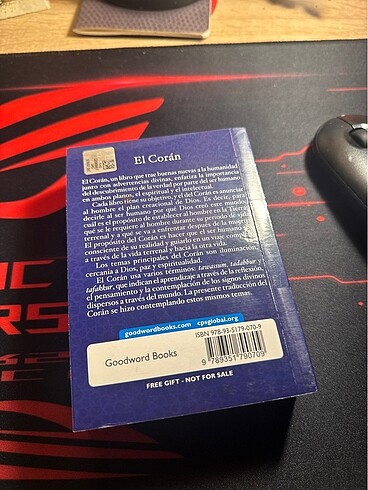 El Corán
El Corán, un libro que trae buenas nuevas a la humanidad
junto con advertencias divinas, enfatiza la importancia
del descubrimiento de la verdad por parte del ser humano
en ambos planos, el espiritual y el intelectual.
Cada libro tiene su objetivo, y el del Corán es anunciar
al hombre el plan creacional de Dios. Es decir, para
decirle al ser humano por qué Dios creó este mundo,
cuál es el propósito de establecer al hombre en la Tierra,
qué se le requiere al hombre durante su período de vida
terrenal y a qué se va a enfrentar después de la muerte.
El propósito del Corán es hacer que el ser humano
consciente de su realidad y guiarlo en un viaje completo
a través de la vida terrenal y hacia la otra vida.
Los temas principales del Corán son iluminación,
cercanía a Dios, paz y espiritualidad.
El Corán usa varios términos: tawassum, tadabbur y
tafakkur, que indican el aprendizaje a través de la reflexión,
el pensamiento y la contemplación de los signos divinos
dispersos a través del mundo. La presente traducción del
Corán se hizo contemplando estos mismos temas.
goodwordbooks.com cpsglobal.org
Goodword Books
ISBN 978-93-5179-070-9
9 789351 790709
FREE GIFT - NOT FOR SALE